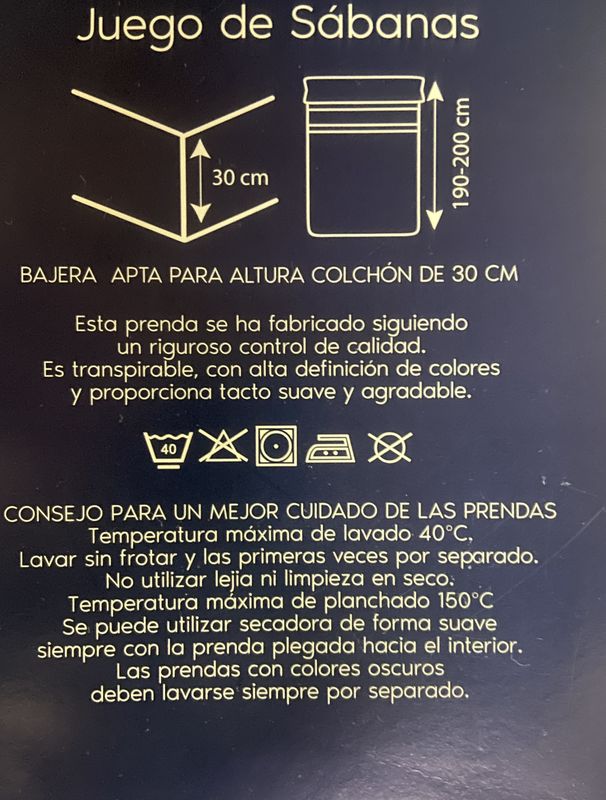 Juego de Sábanas
30 cm
190-200 cm
BAJERA APTA PARA ALTURA COLCHÓN DE 30 CM
Esta prenda se ha fabricado siguiendo
un riguroso control de calidad.
Es transpirable, con alta definición de colores
y proporciona tacto suave y agradable.
40
CONSEJO PARA UN MEJOR CUIDADO DE LAS PRENDAS
Temperatura máxima de lavado 40°C.
Lavar sin frotar y las primeras veces por separado.
No utilizar lejia ni limpieza en seco.
Temperatura máxima de planchado 150°C
Se puede utilizar secadora de forma suave
siempre con la prenda plegada hacia el interior.
Las prendas con colores oscuros
deben lavarse siempre por separado.